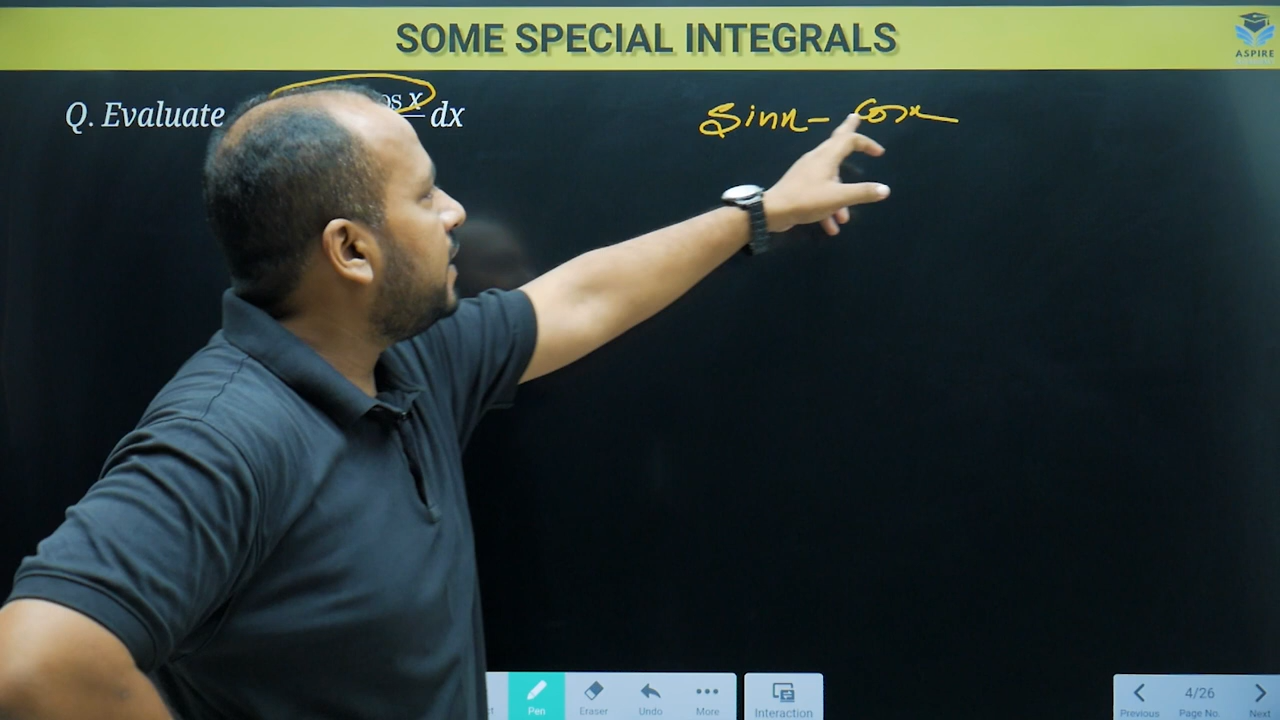 SOME SPECIAL INTEGRALS
ASPIRE
Q. Evaluate
os x
dx
Sinx - Cosx
Pen
Eraser
Undo
More
Interaction
Previous
4/26
Page No.
Next